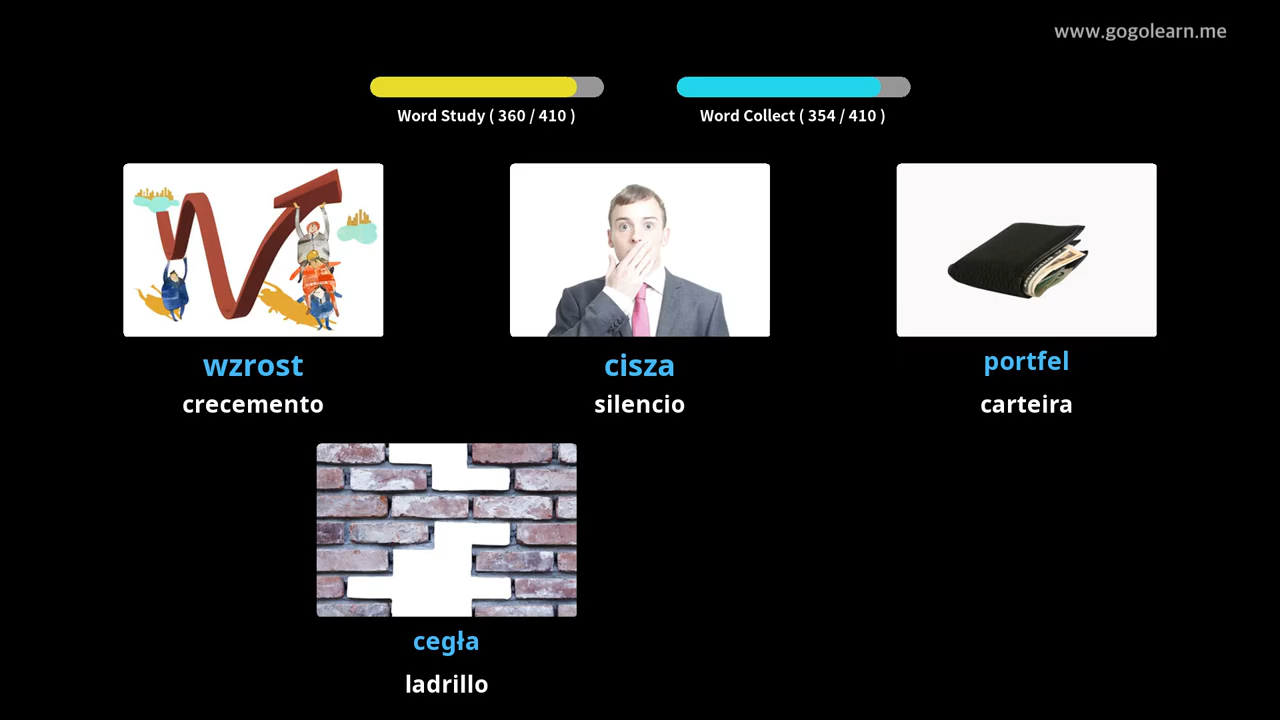 www.gogolearn.me
Word Study ( 360 / 410 )
Word Collect ( 354 / 410 )
wzrost
crecemento
cisza
silencio
portfel
carteira
cegła
ladrillo